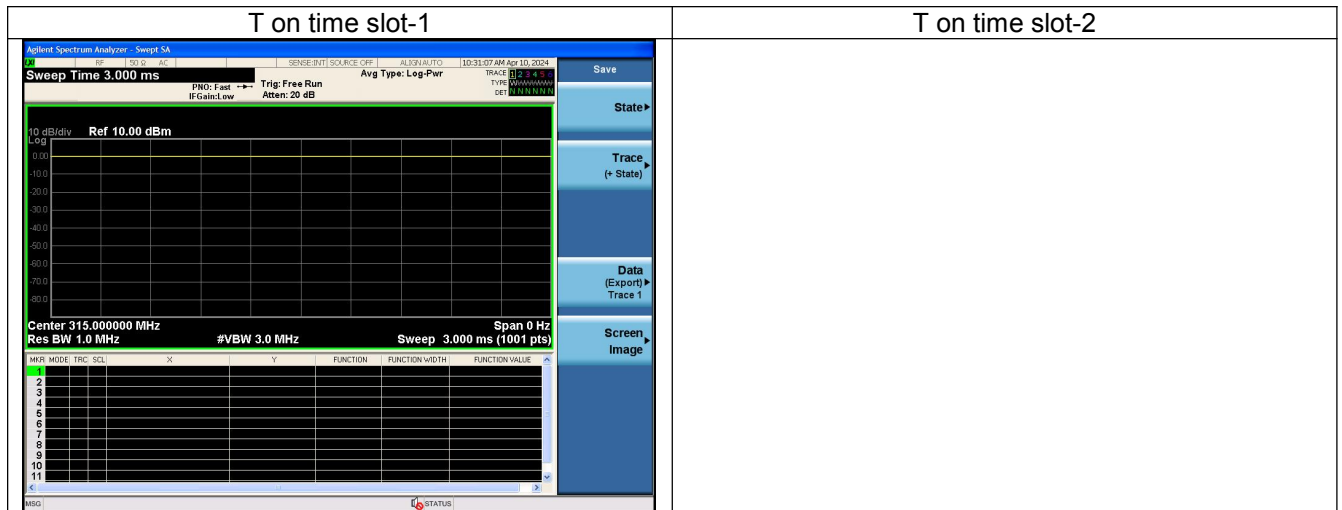 T on time slot-1
T on time slot-2
Agilent Spectrum Analyzer - Swept SA
LXI RF 50 Ω AC SENSE:INT SOURCE OFF ALIGN AUTO 10:31:07 AM Apr 10, 2024
Sweep Time 3.000 ms
PNO: Fast
IFGain:Low
Trig: Free Run
Atten: 20 dB
Avg Type: Log-Pwr
TRACE 1 2 3 4 5 6
TYPE WWWWWW
DET N N N N N N
10 dB/div Ref 10.00 dBm
Log
0.00
-10.0
-20.0
-30.0
-40.0
-50.0
-60.0
-70.0
-80.0
Center 315.000000 MHz Span 0 Hz
Res BW 1.0 MHz #VBW 3.0 MHz Sweep 3.000 ms (1001 pts)
MKR MODE TRC SCL X Y FUNCTION FUNCTION WIDTH FUNCTION VALUE
1
2
3
4
5
6
7
8
9
10
11
MSG STATUS
Save
State
Trace
(+ State)
Data
(Export)
Trace 1
Screen
Image